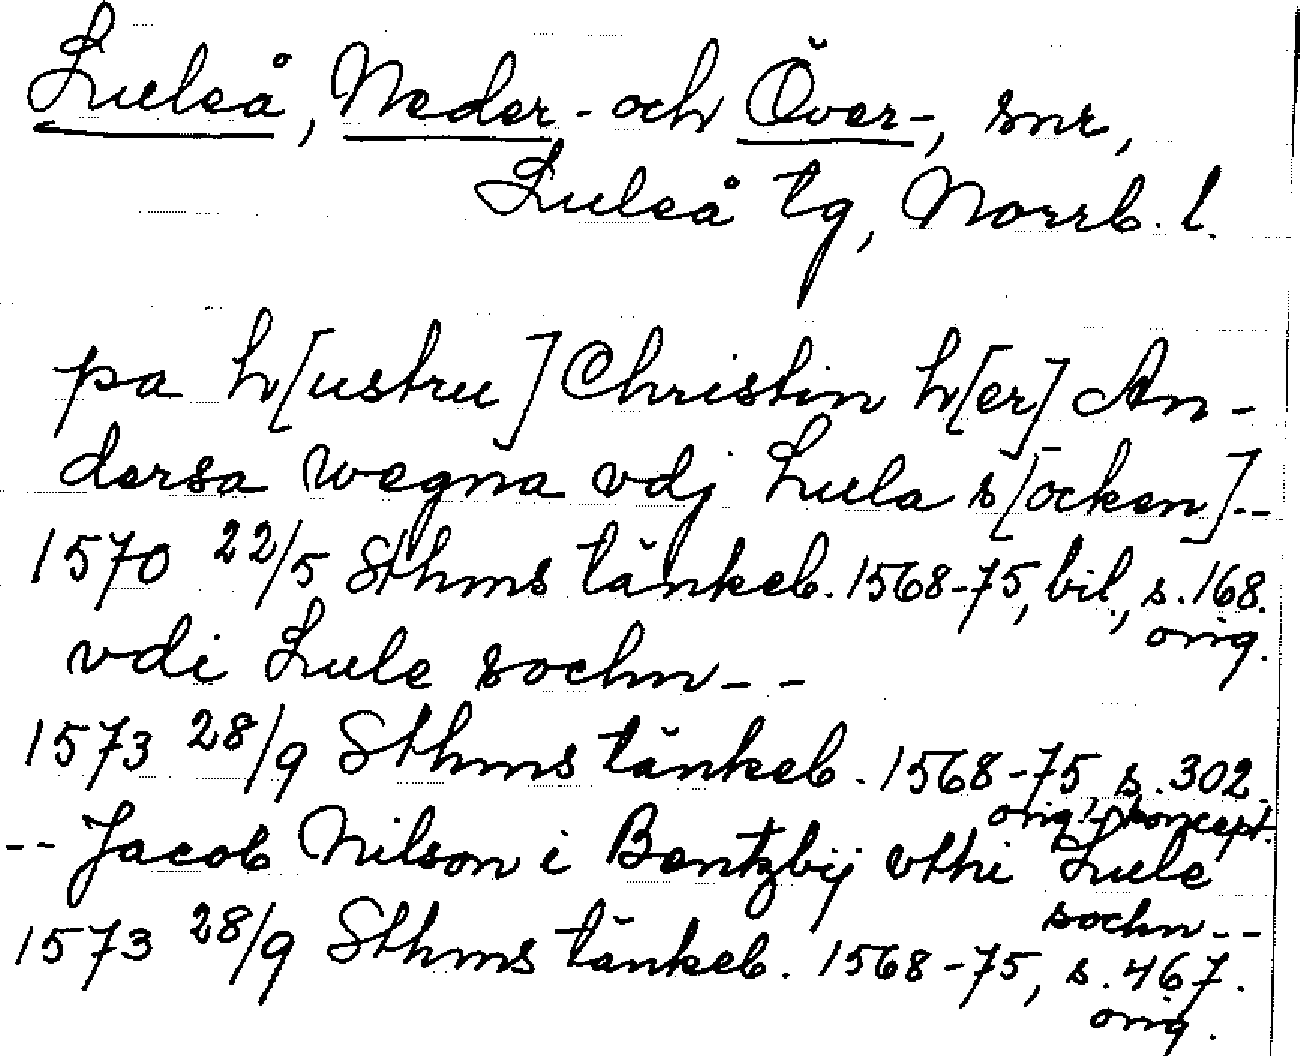 Luleå, Neder- och Över-, snr,
Luleå tg, Norrb. l.
pa h[ustru] Christin h[er] An-
dersa wegna vdj Lula s[ocken]--
1570 22/5 Sthms tänkeb. 1568-75, bil., s. 168.
orig.
vdi Lule sochn--
1573 28/9 Sthms tänkeb. 1568-75, s. 302.
orig. koncept.
-- Jacob Nilson i Bentzbij vthi Lule
sochn--
1573 28/9 Sthms tänkeb. 1568-75, s. 467.
orig.